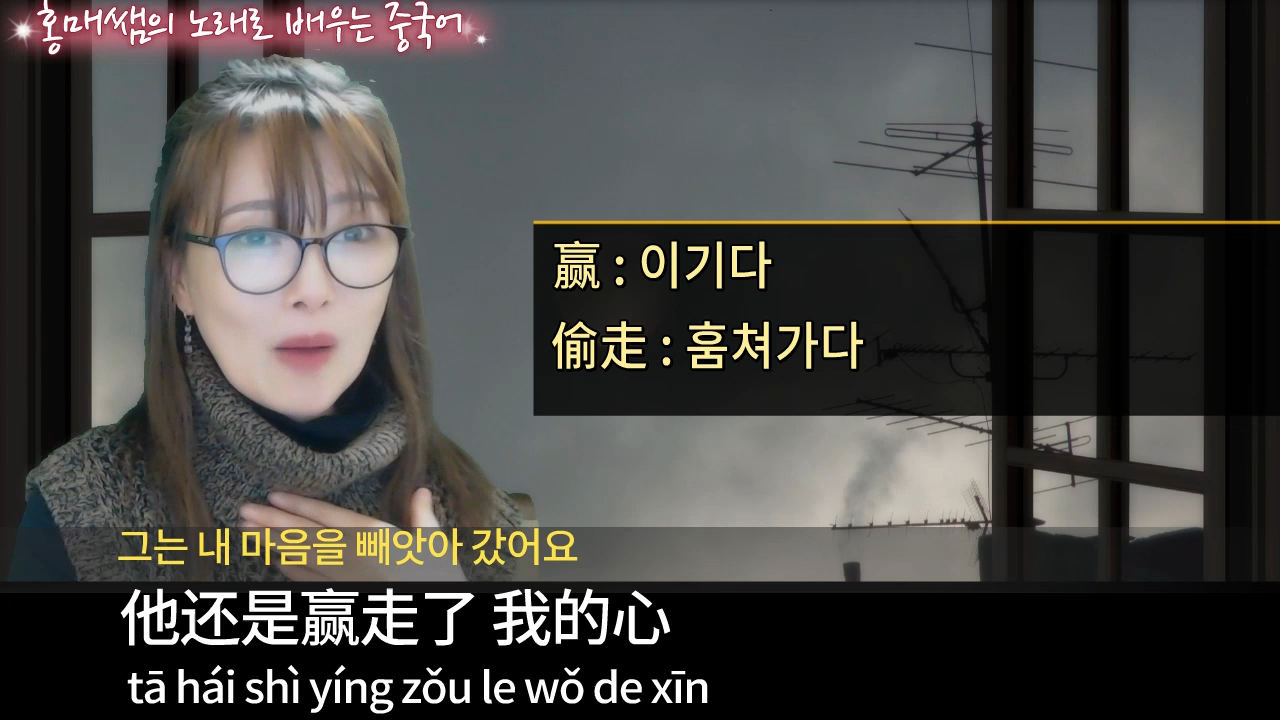 홍매쌤의 노래로 배우는 중국어
赢 : 이기다
偷走 : 훔쳐가다
그는 내 마음을 빼앗아 갔어요
他还是赢走了 我的心
tā hái shì yíng zǒu le wǒ de xīn